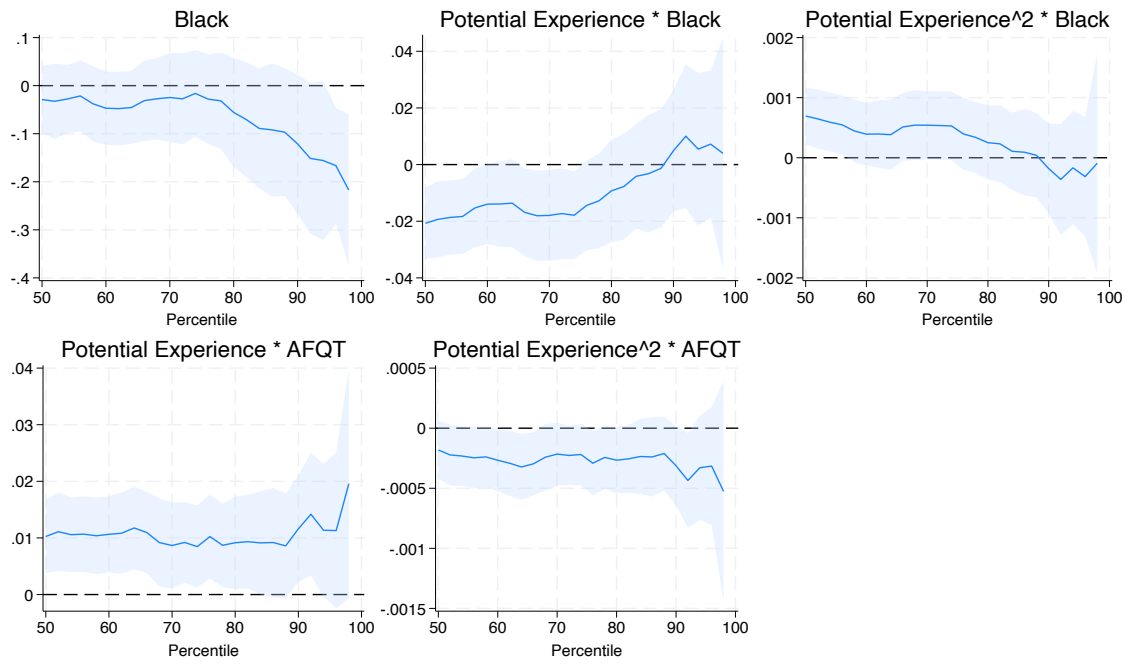 Black
.1
0
-.1
-.2
-.3
-.4
50 60 70 80 90 100
Percentile
Potential Experience * Black
.04
.02
0
-.02
-.04
50 60 70 80 90 100
Percentile
Potential Experience^2 * Black
.002
.001
0
-.001
-.002
50 60 70 80 90 100
Percentile
Potential Experience * AFQT
.04
.03
.02
.01
0
50 60 70 80 90 100
Percentile
Potential Experience^2 * AFQT
.0005
0
-.0005
-.001
-.0015
50 60 70 80 90 100
Percentile